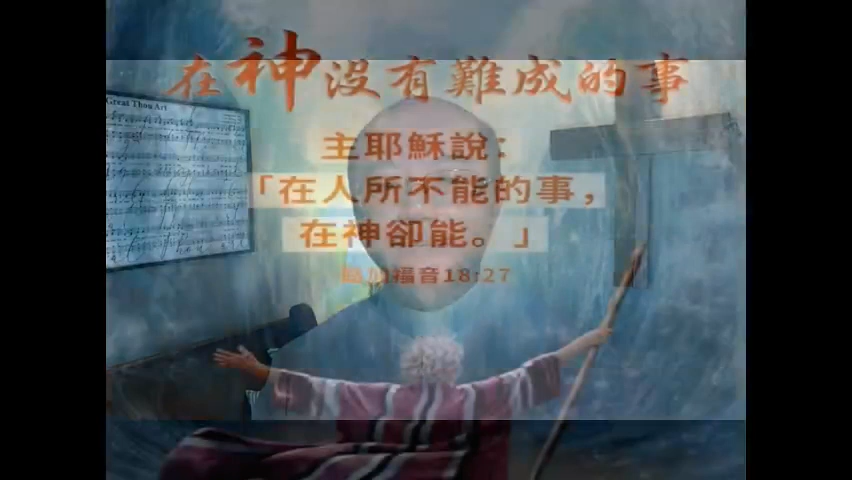 在神沒有難成的事
Great Thou Art
主耶穌說：
「在人所不能的事，
在神卻能。」
路加福音18:27